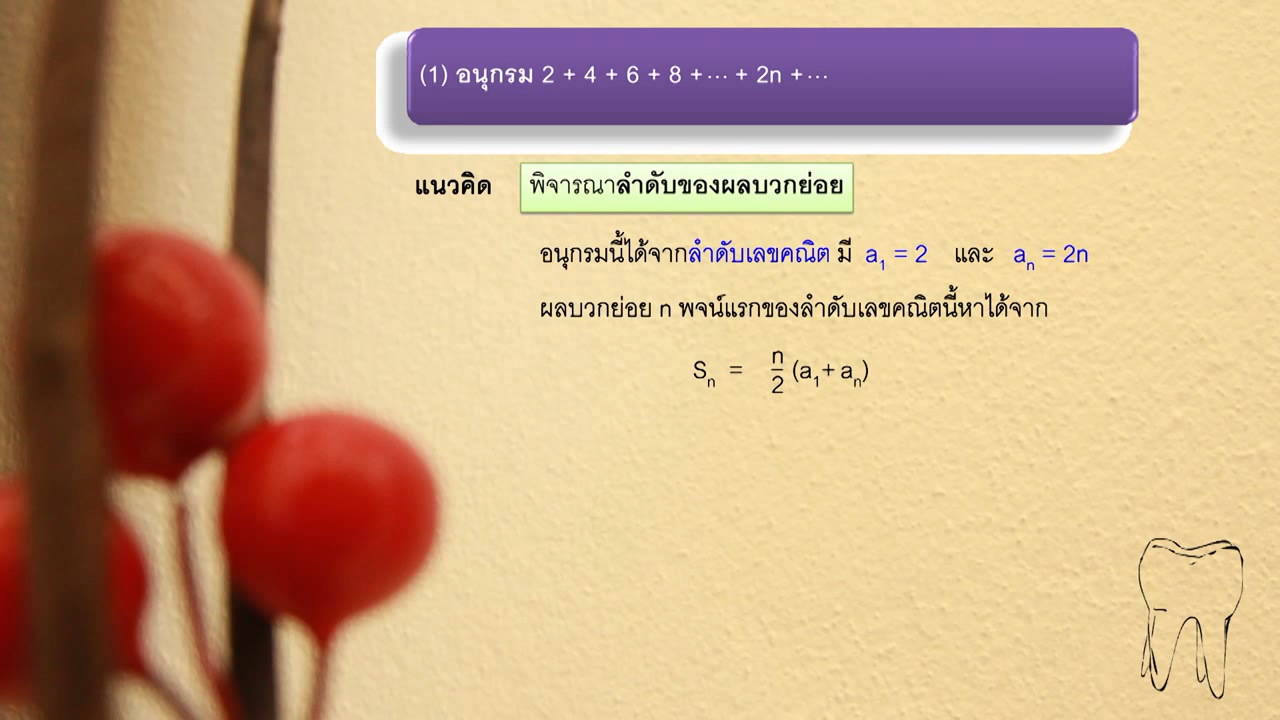 (1) อนุกรม 2 + 4 + 6 + 8 +⋯ + 2n +⋯
แนวคิด พิจารณาลำดับของผลบวกย่อย
อนุกรมนี้ได้จากลำดับเลขคณิต มี a₁ = 2 และ aₙ = 2n
ผลบวกย่อย n พจน์แรกของลำดับเลขคณิตนี้หาได้จาก
Sₙ = n/2 (a₁+ aₙ)